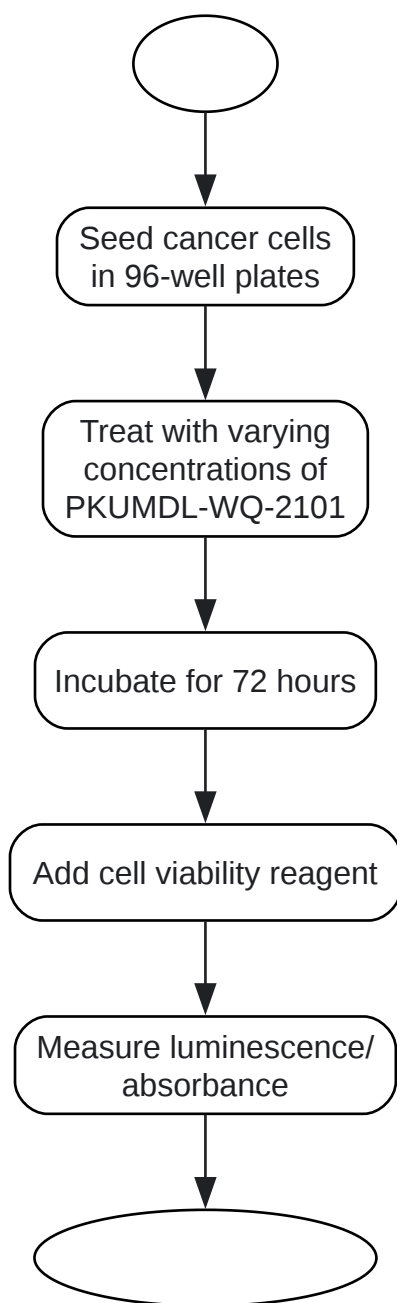 Seed cancer cells
in 96-well plates
Treat with varying
concentrations of
PKUMDL-WQ-2101
Incubate for 72 hours
Add cell viability reagent
Measure luminescence/
absorbance